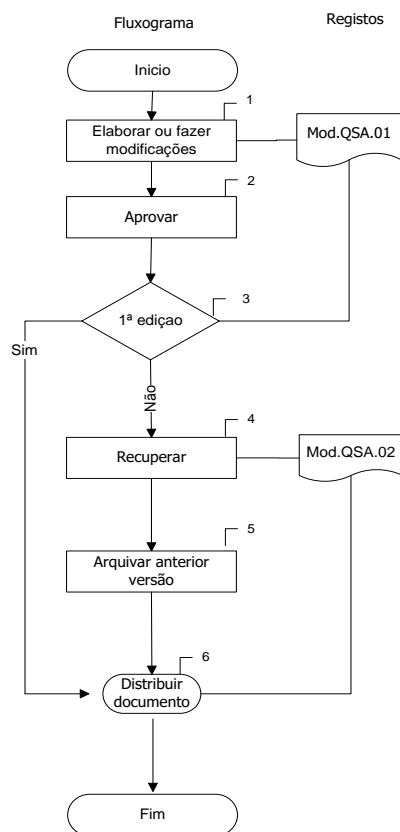 Fluxograma
Registos
Inicio
1
Elaborar ou fazer
modificações
Mod.QSA.01
2
Aprovar
3
1ª ediçao
Sim
Não
4
Recuperar
Mod.QSA.02
5
Arquivar anterior
versão
6
Distribuir
documento
Fim